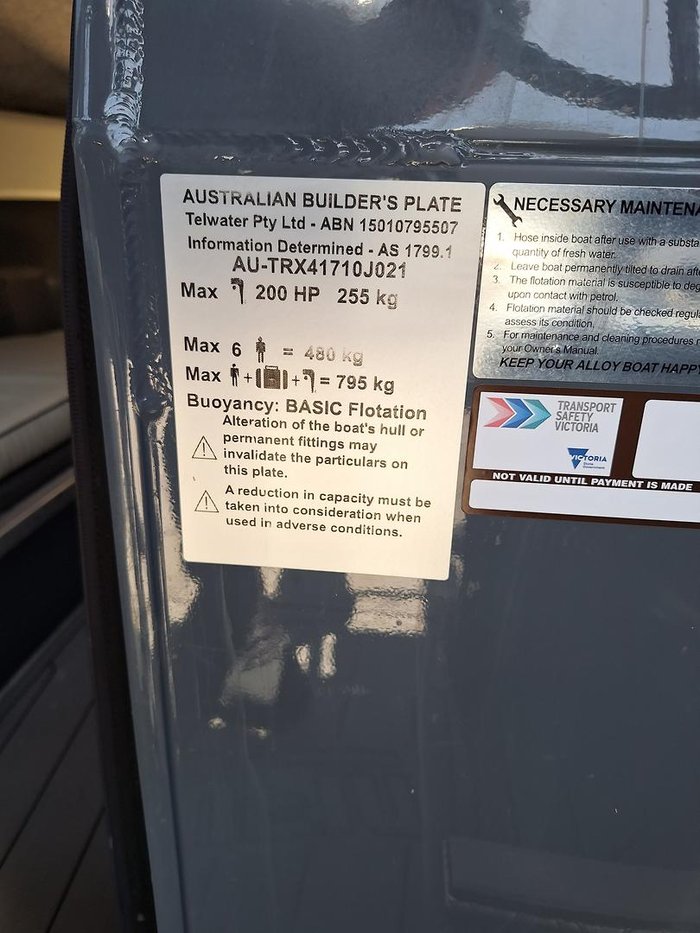 AUSTRALIAN BUILDER'S PLATE
Telwater Pty Ltd - ABN 15010795507
Information Determined - AS 1799.1
AU-TRX41710J021
Max 200 HP 255 kg
Max 6 = 480 kg
Max + + = 795 kg
Buoyancy: BASIC Flotation
Alteration of the boat's hull or
permanent fittings may
invalidate the particulars on
this plate.
A reduction in capacity must be
taken into consideration when
used in adverse conditions.
NECESSARY MAINTENA
1. Hose inside boat after use with a substa
quantity of fresh water.
2. Leave boat permanently tilted to drain aft
3. The flotation material is susceptible to deg
upon contact with petrol.
4. Flotation material should be checked regula
assess its condition.
5. For maintenance and cleaning procedures r
your Owner's Manual.
KEEP YOUR ALLOY BOAT HAPPY
TRANSPORT
SAFETY
VICTORIA
VICTORIA
State
Government
NOT VALID UNTIL PAYMENT IS MADE